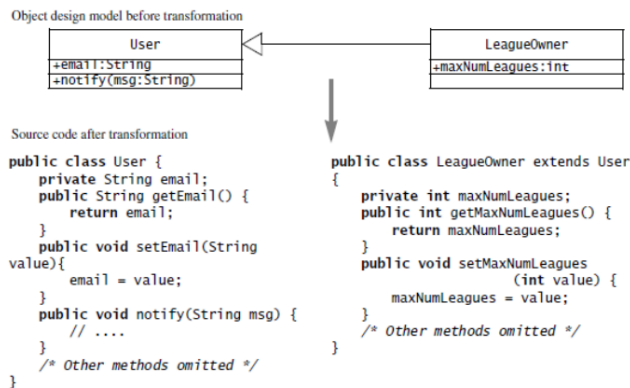 Object design model before transformation
User
+email:String
+notify(msg:String)
LeagueOwner
+maxNumLeagues:int
Source code after transformation
public class User {
private String email;
public String getEmail() {
return email;
}
public void setEmail(String
value){
email = value;
}
public void notify(String msg) {
// ....
}
/* Other methods omitted */
}
public class LeagueOwner extends User
{
private int maxNumLeagues;
public int getMaxNumLeagues() {
return maxNumLeagues;
}
public void setMaxNumLeagues
(int value) {
maxNumLeagues = value;
}
/* Other methods omitted */
}